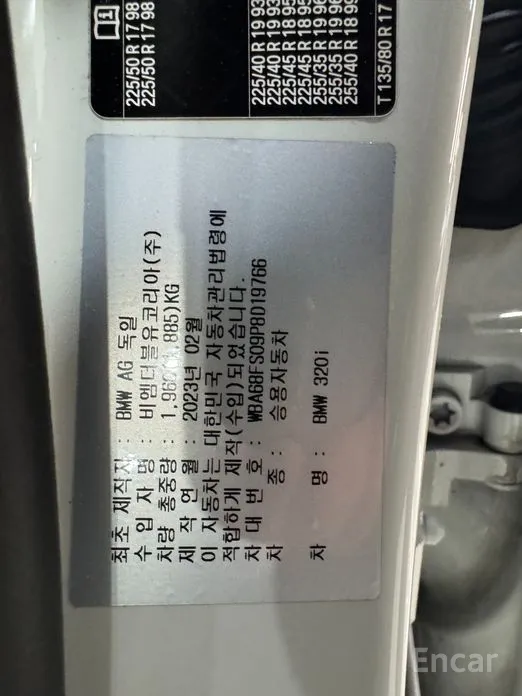 225/50 R 17 98
225/50 R 17 98
225/40 R 19 93
225/40 R 19 93
225/45 R 18 95
225/45 R 18 95
255/35 R 19 96
255/35 R 19 96
255/40 R 18 99
T 135/80 R 17
최초 제작자 : BMW AG 독일
수 입 자 명 : 비엠더블유코리아(주)
차량 총중량 : 885)KG
제 작 연 월 : 2023년 02월
이 자동차는 대한민국 자동차관리법령에
적합하게 제작(수입)되었습니다.
차 대 번 호 : WBA68FS09P8D19766
차 종 : 승용자동차
차 명 : BMW 320i
Encar